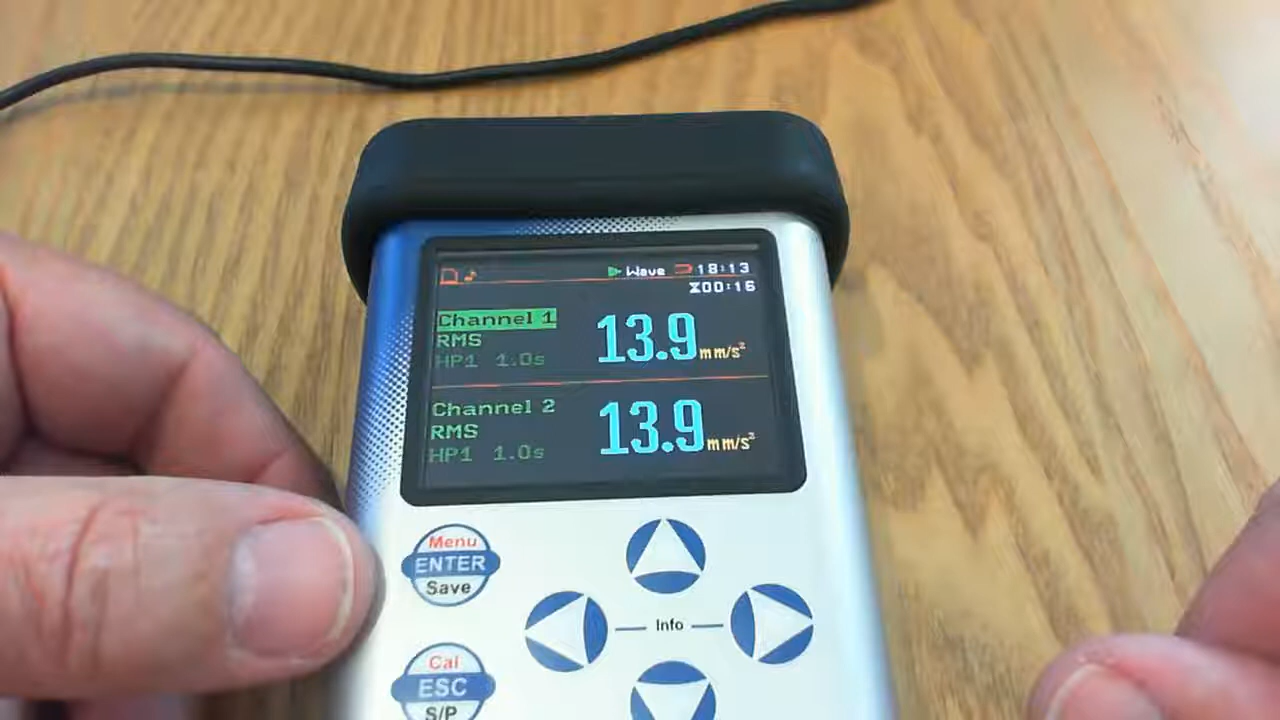 Wave 18:13
00:16
Channel 1
RMS
HP1 1.0s
13.9 mm/s²
Channel 2
RMS
HP1 1.0s
13.9 mm/s²
Menu
ENTER
Save
Info
Cal
ESC
S/P